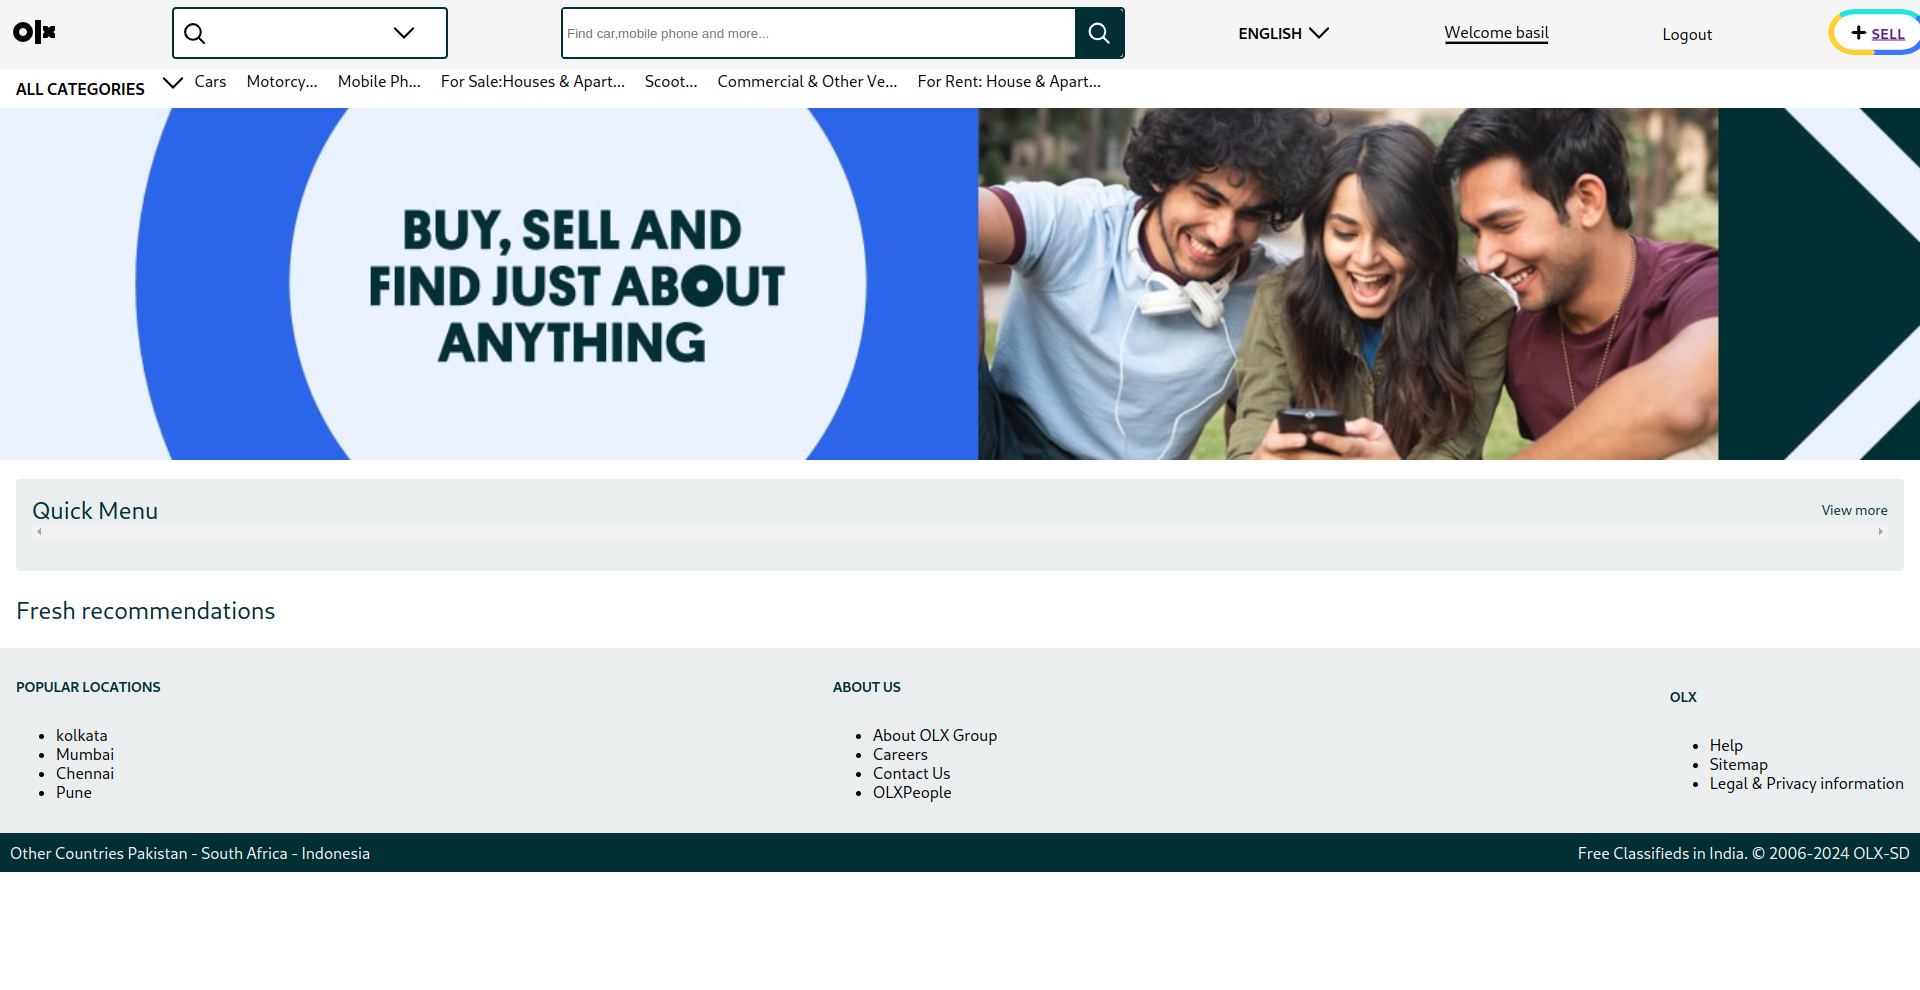 olx
Find car,mobile phone and more...
ENGLISH
Welcome basil
Logout
+ SELL
ALL CATEGORIES
Cars
Motorcy...
Mobile Ph...
For Sale:Houses & Apart...
Scoot...
Commercial & Other Ve...
For Rent: House & Apart...
BUY, SELL AND
FIND JUST ABOUT
ANYTHING
Quick Menu
View more
Fresh recommendations
POPULAR LOCATIONS
kolkata
Mumbai
Chennai
Pune
ABOUT US
About OLX Group
Careers
Contact Us
OLXPeople
OLX
Help
Sitemap
Legal & Privacy information
Other Countries Pakistan - South Africa - Indonesia
Free Classifieds in India. © 2006-2024 OLX-SD